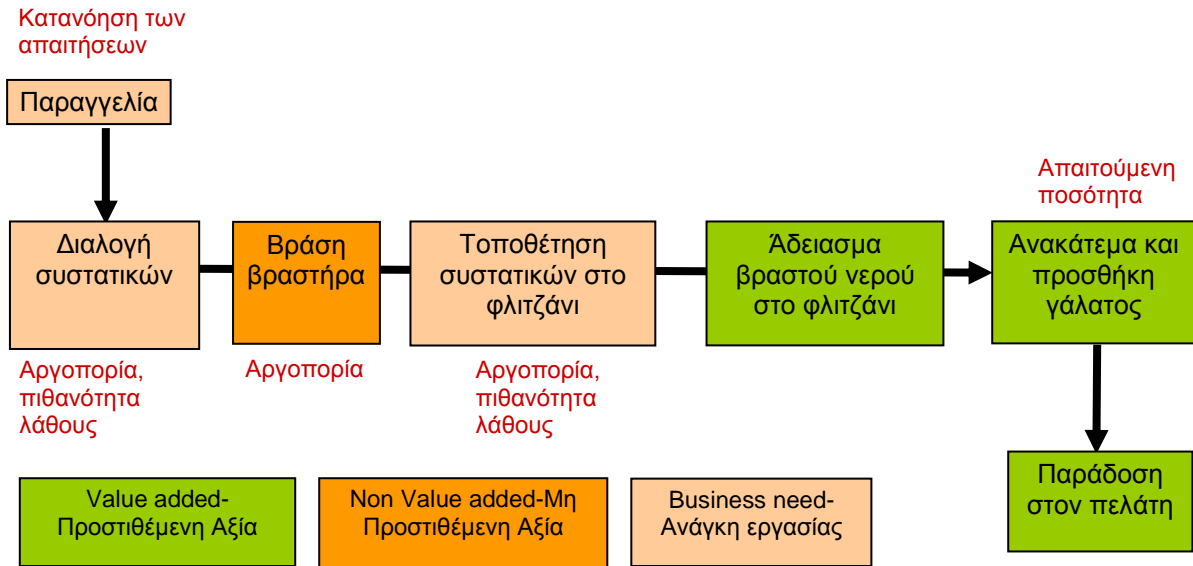 Κατανόηση των
απαιτήσεων
Παραγγελία
Απαιτούμενη
ποσότητα
Διαλογή
συστατικών
Βράση
βραστήρα
Τοποθέτηση
συστατικών στο
φλιτζάνι
Άδειασμα
βραστού νερού
στο φλιτζάνι
Ανακάτεμα και
προσθήκη
γάλατος
Αργοπορία,
πιθανότητα
λάθους
Αργοπορία
Αργοπορία,
πιθανότητα
λάθους
Παράδοση
στον πελάτη
Value added-
Προστιθέμενη Αξία
Non Value added-Μη
Προστιθέμενη Αξία
Business need-
Ανάγκη εργασίας